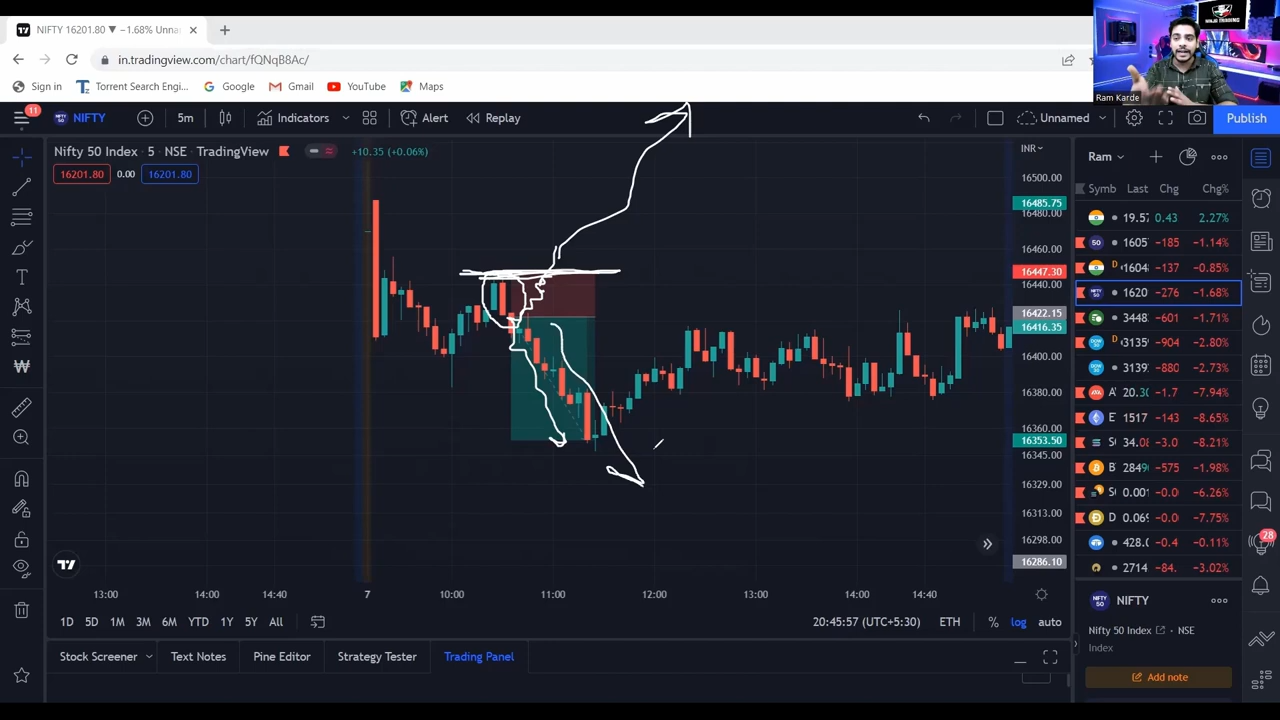 NIFTY 16201.80 ▼ −1.68% Unna
in.tradingview.com/chart/fQNqB8Ac/
Sign in
Torrent Search Engi...
Google
Gmail
YouTube
Maps
NINJA TRADING
Ram Karde
11
NIFTY
5m
Indicators
Alert
Replay
Unnamed
Publish
Nifty 50 Index · 5 · NSE · TradingView
+10.35 (+0.06%)
16201.80
0.00
16201.80
INR
16500.00
16485.75
16480.00
16460.00
16447.30
16440.00
16422.15
16416.35
16400.00
16380.00
16360.00
16353.50
16345.00
16329.00
16313.00
16298.00
16286.10
13:00
14:00
14:40
7
10:00
11:00
12:00
13:00
14:00
14:40
1D
5D
1M
3M
6M
YTD
1Y
5Y
All
20:45:57 (UTC+5:30)
ETH
%
log
auto
Stock Screener
Text Notes
Pine Editor
Strategy Tester
Trading Panel
Ram
Symb Last Chg Chg%
19.57 0.43 2.27%
1605 −185 −1.14%
D 1604 −137 −0.85%
1620 −276 −1.68%
3448 −601 −1.71%
D 3135 −904 −2.80%
3139 −880 −2.73%
A 20.30 −1.7 −7.94%
E 1517 −143 −8.65%
S 34.08 −3.0 −8.21%
B 2849 −575 −1.98%
S 0.001 −0.0 −6.26%
D 0.069 −0.0 −7.75%
428.0 −0.4 −0.11%
2714 −84. −3.02%
28
NIFTY
Nifty 50 Index · NSE
Index
Add note